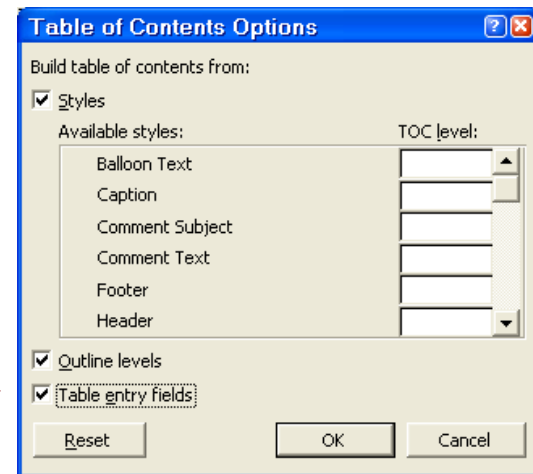 Table of Contents Options
Build table of contents from:
Styles
Available styles: TOC level:
Balloon Text
Caption
Comment Subject
Comment Text
Footer
Header
Outline levels
Table entry fields
Reset OK Cancel